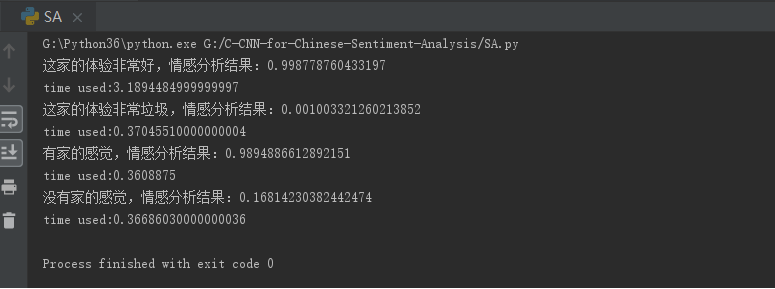 SA
G:\Python36\python.exe G:/C-CNN-for-Chinese-Sentiment-Analysis/SA.py
这家的体验非常好，情感分析结果：0.998778760433197
time used:3.1894484999999997
这家的体验非常垃圾，情感分析结果：0.001003321260213852
time used:0.37045510000000004
有家的感觉，情感分析结果：0.9894886612892151
time used:0.3608875
没有家的感觉，情感分析结果：0.16814230382442474
time used:0.36686030000000036
Process finished with exit code 0